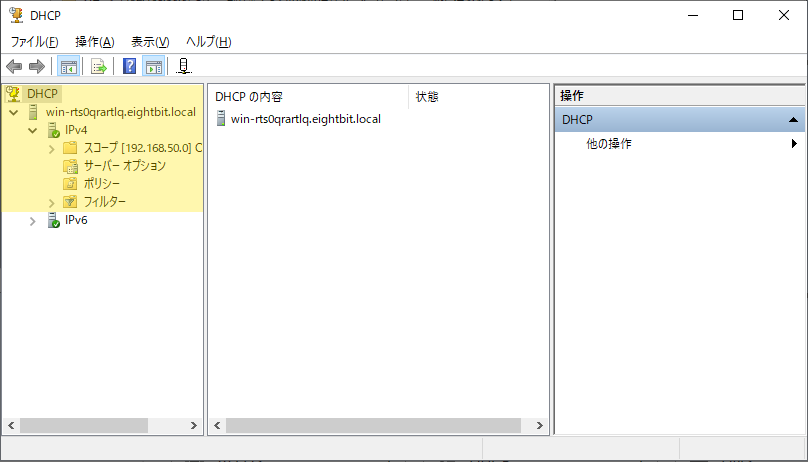 DHCP
ファイル(F) 操作(A) 表示(V) ヘルプ(H)
DHCP
win-rts0qrartlq.eightbit.local
IPv4
スコープ [192.168.50.0] C
サーバー オプション
ポリシー
フィルター
IPv6
DHCP の内容 状態
win-rts0qrartlq.eightbit.local
操作
DHCP
他の操作